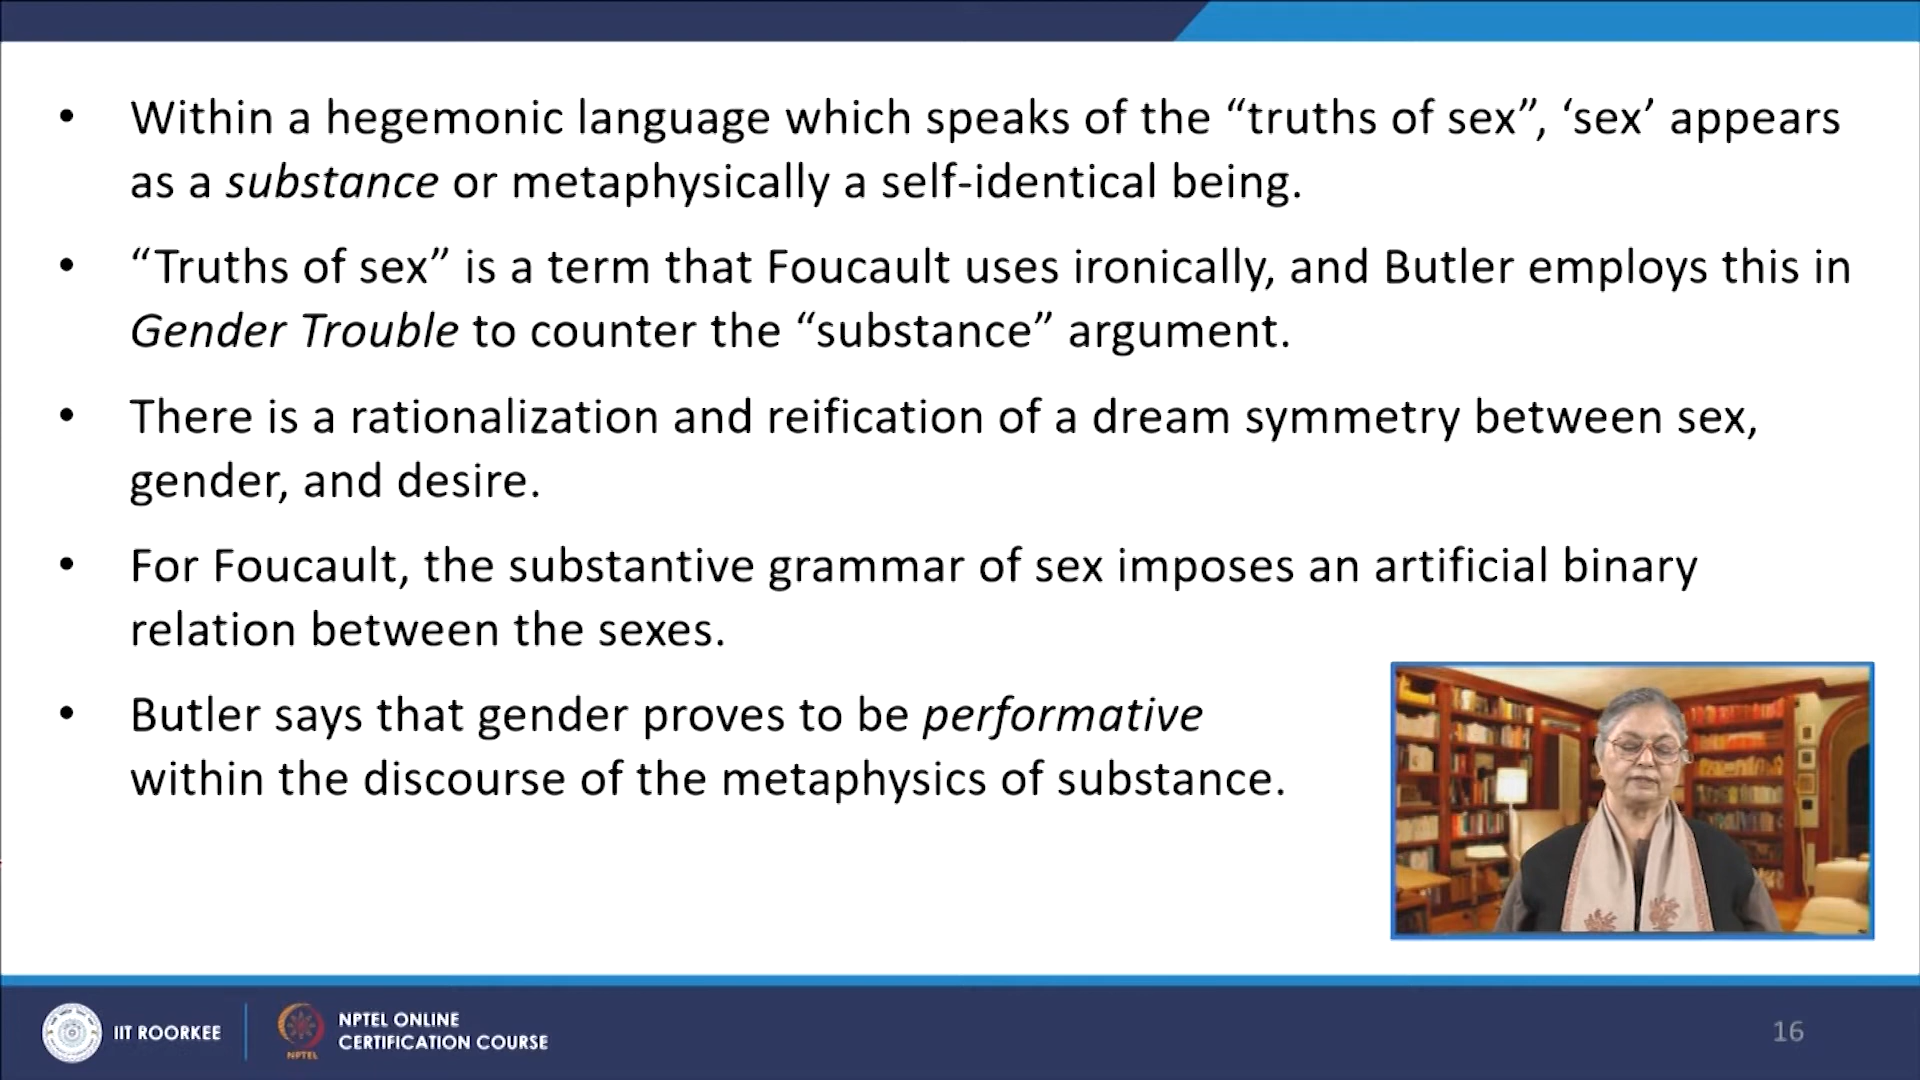 • Within a hegemonic language which speaks of the “truths of sex”, ‘sex’ appears
as a substance or metaphysically a self-identical being.
• “Truths of sex” is a term that Foucault uses ironically, and Butler employs this in
Gender Trouble to counter the “substance” argument.
• There is a rationalization and reification of a dream symmetry between sex,
gender, and desire.
• For Foucault, the substantive grammar of sex imposes an artificial binary
relation between the sexes.
• Butler says that gender proves to be performative
within the discourse of the metaphysics of substance.
IIT ROORKEE
NPTEL
NPTEL ONLINE
CERTIFICATION COURSE
16